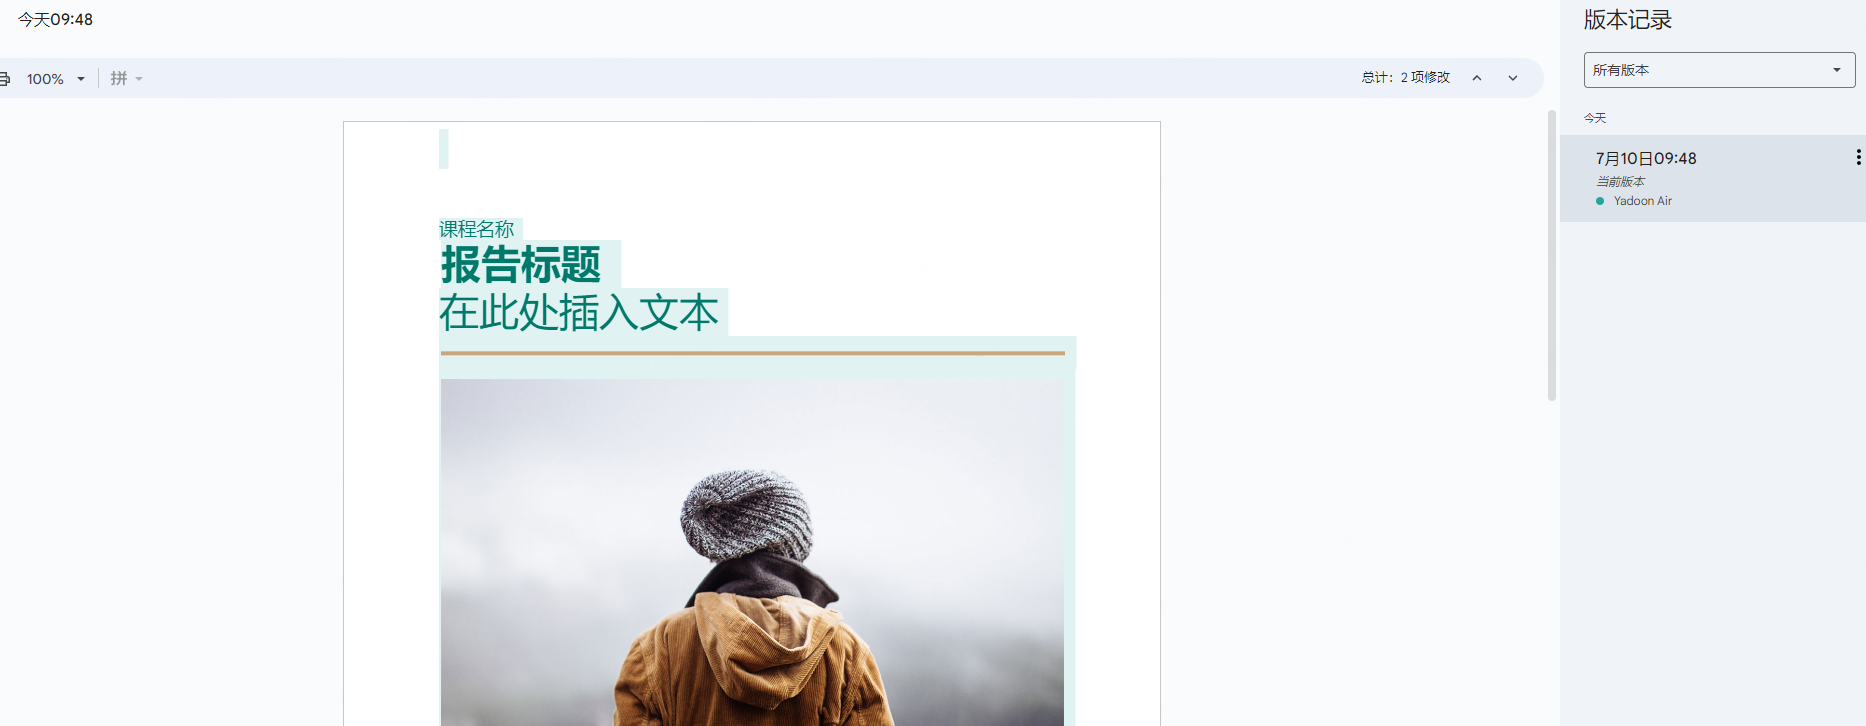 今天09:48
版本记录
100%
拼
总计：2 项修改
所有版本
今天
7月10日09:48
当前版本
Yadoon Air
课程名称
报告标题
在此处插入文本